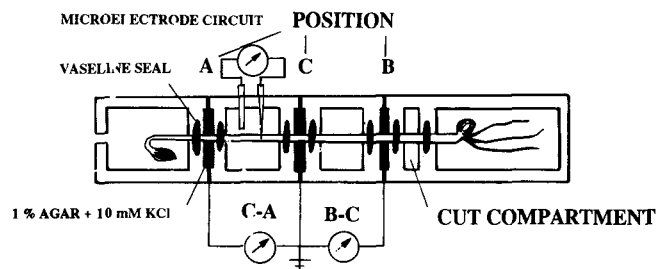 MICROELECTRODE CIRCUIT
POSITION
VASELINE SEAL
A
C
B
1 % AGAR + 10 mM KCl
C-A
B-C
CUT COMPARTMENT